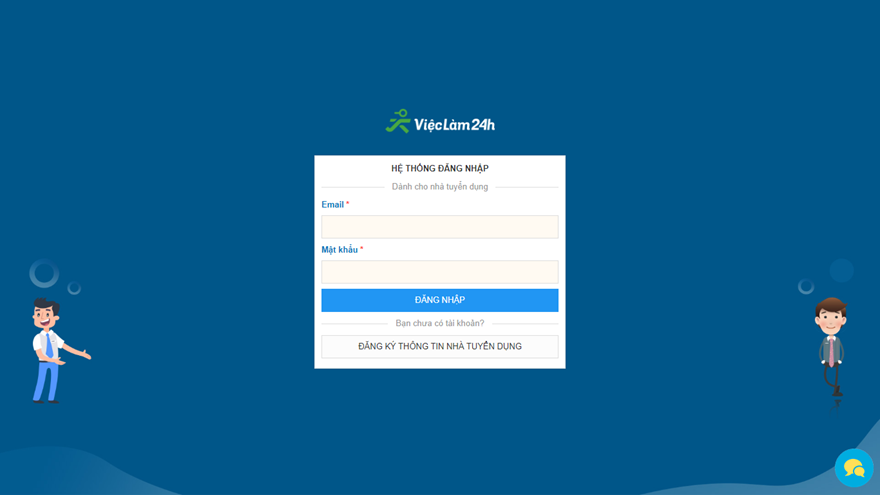 ViệcLàm24h
HỆ THỐNG ĐĂNG NHẬP
Dành cho nhà tuyển dụng
Email *
Mật khẩu *
ĐĂNG NHẬP
Bạn chưa có tài khoản?
ĐĂNG KÝ THÔNG TIN NHÀ TUYỂN DỤNG